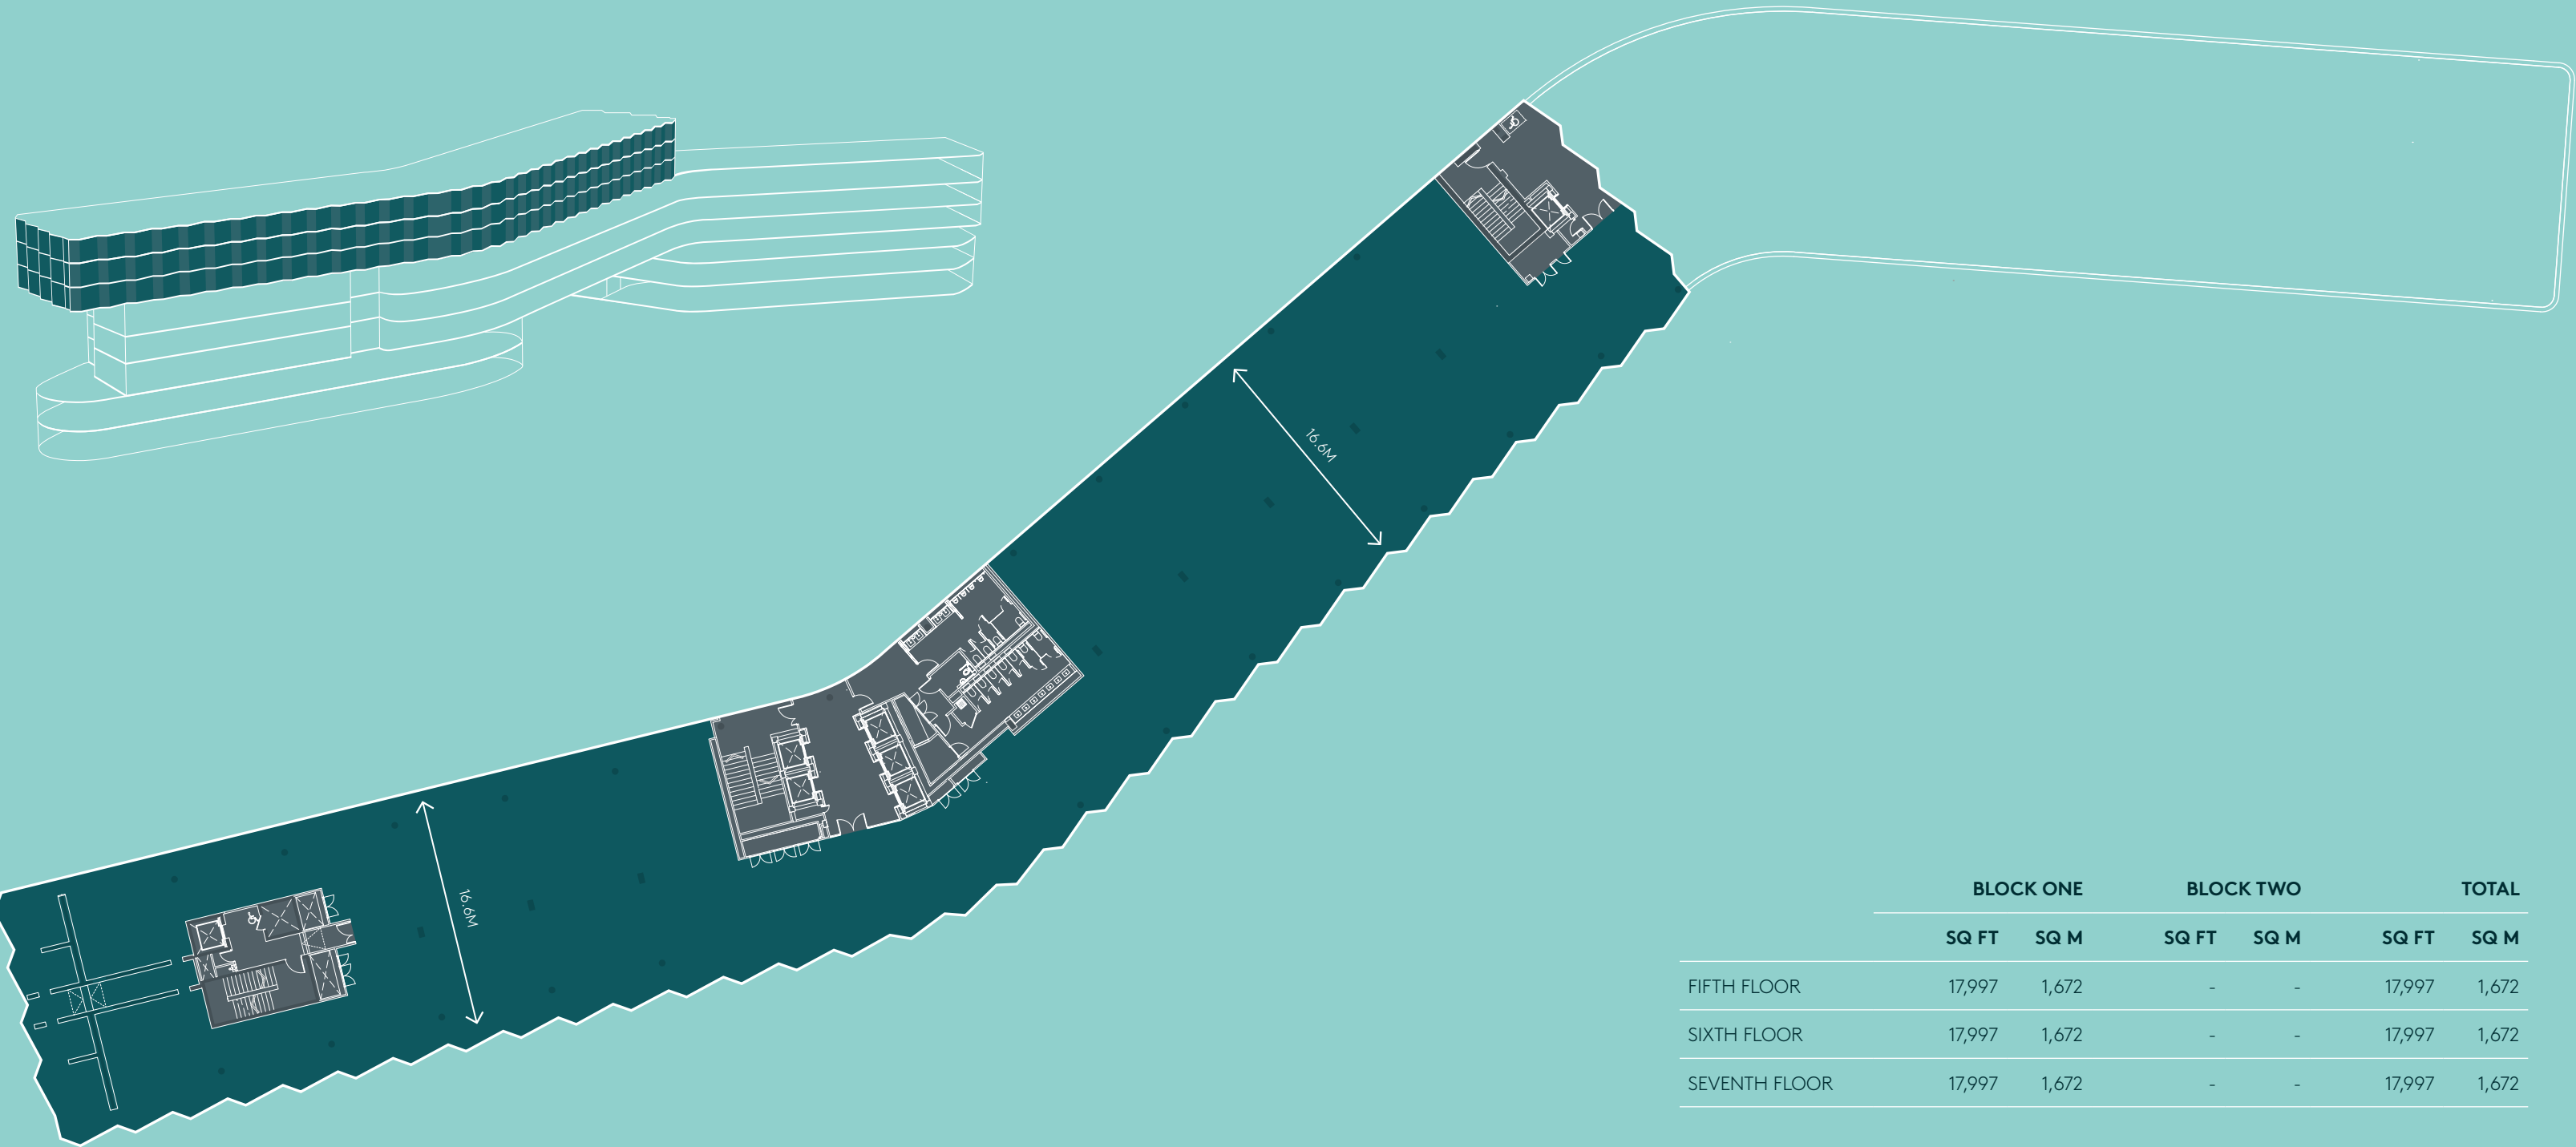 16.6M
16.6M
BLOCK ONE BLOCK TWO TOTAL
SQ FT SQ M SQ FT SQ M SQ FT SQ M
FIFTH FLOOR 17,997 1,672 - - 17,997 1,672
SIXTH FLOOR 17,997 1,672 - - 17,997 1,672
SEVENTH FLOOR 17,997 1,672 - - 17,997 1,672